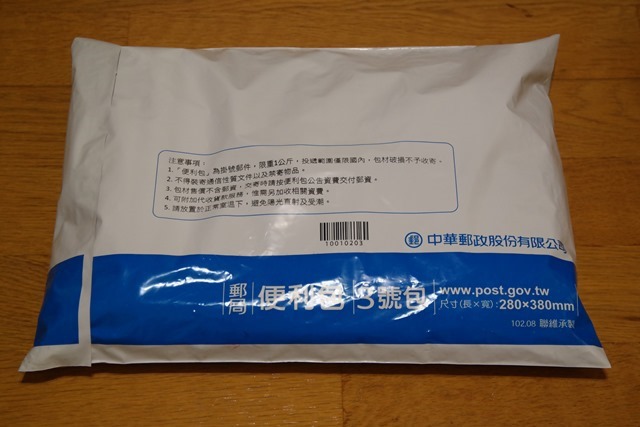 注意事項：
1.「便利包」為掛號郵件，限重1公斤，投遞範圍僅限國內，包材破損不予收寄。
2. 不得裝寄通信性質文件以及禁寄物品。
3. 包材售價不含郵資，交寄時請按便利包公告資費交付郵資。
4. 可附加代收貨款服務，惟需另加收相關資費。
5. 請放置於正常室溫下，避免陽光直射及受潮。
10010203
中華郵政股份有限公司
郵局 便利包 3號包
www.post.gov.tw
尺寸(長×寬)：280×380mm
102.08 聯維承製